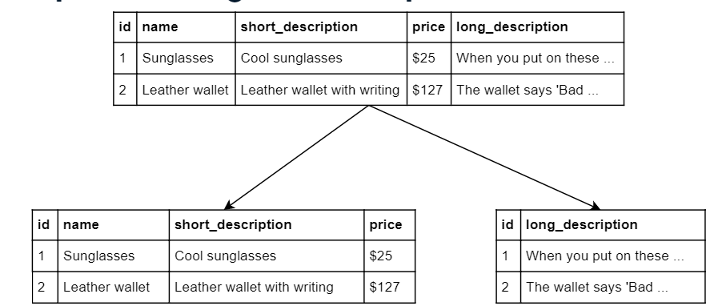 id name short_description price long_description
1 Sunglasses Cool sunglasses $25 When you put on these ...
2 Leather wallet Leather wallet with writing $127 The wallet says 'Bad ...
id name short_description price
1 Sunglasses Cool sunglasses $25
2 Leather wallet Leather wallet with writing $127
id long_description
1 When you put on these ...
2 The wallet says 'Bad ...